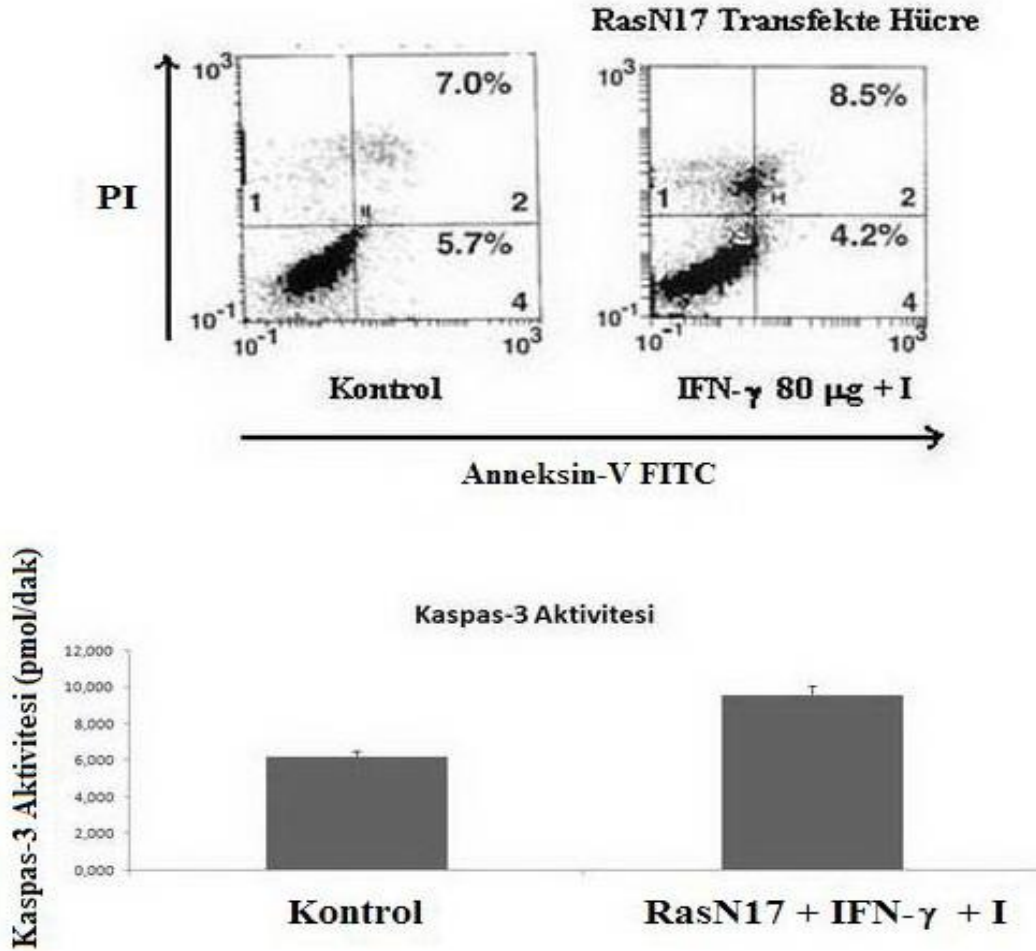 RasN17 Transfekte Hücre
PI
10³
7.0%
1
2
5.7%
4
10⁻¹
10⁻¹
10³
Kontrol
10³
8.5%
1
2
4.2%
4
10⁻¹
10⁻¹
10³
IFN-γ 80 µg + I
Anneksin-V FITC
Kaspas-3 Aktivitesi (pmol/dak)
Kaspas-3 Aktivitesi
12,000
10,000
8,000
6,000
4,000
2,000
0,000
Kontrol
RasN17 + IFN-γ + I